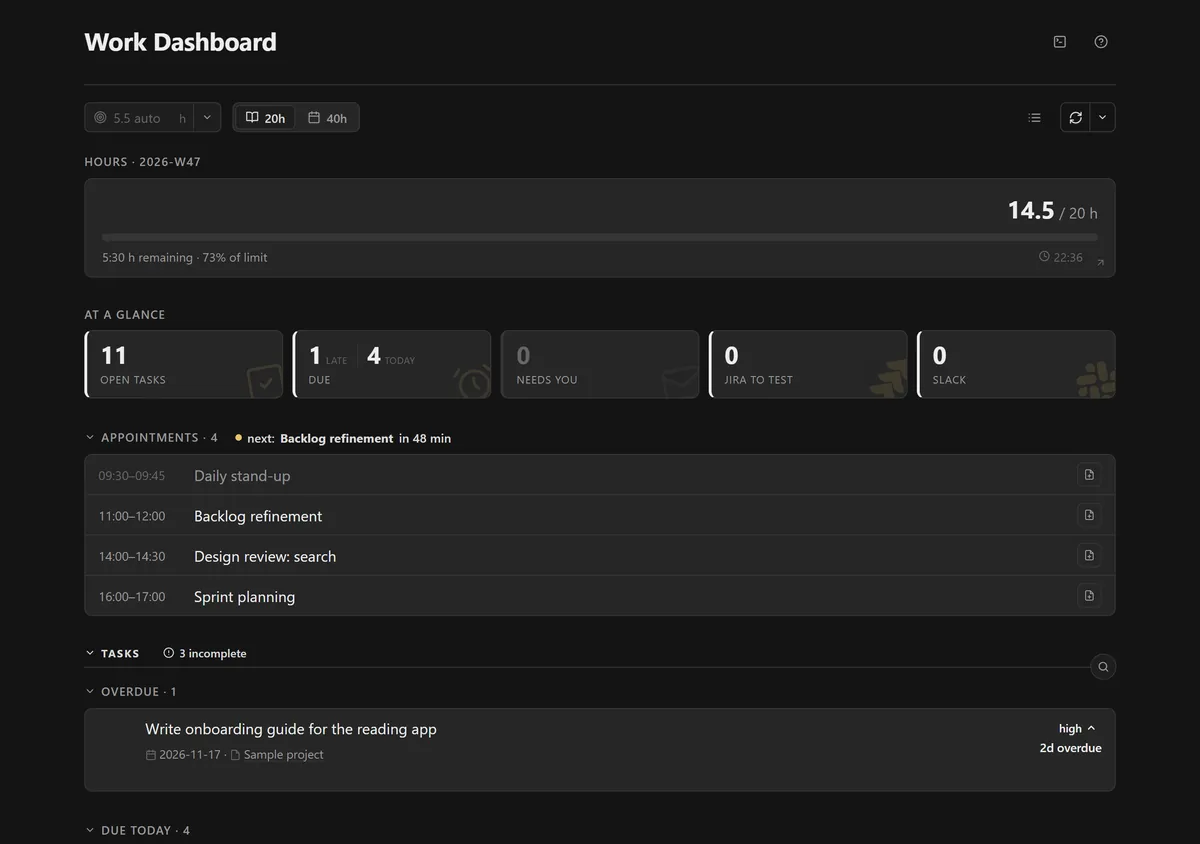 Work Dashboard
5.5 auto h
20h 40h
HOURS · 2026-W47
14.5 / 20 h
5:30 h remaining · 73% of limit
22:36
AT A GLANCE
11
OPEN TASKS
1 LATE 4 TODAY
DUE
0
NEEDS YOU
0
JIRA TO TEST
0
SLACK
APPOINTMENTS · 4 next: Backlog refinement in 48 min
09:30–09:45 Daily stand-up
11:00–12:00 Backlog refinement
14:00–14:30 Design review: search
16:00–17:00 Sprint planning
TASKS 3 incomplete
OVERDUE · 1
Write onboarding guide for the reading app
high
2026-11-17 · Sample project
2d overdue
DUE TODAY · 4